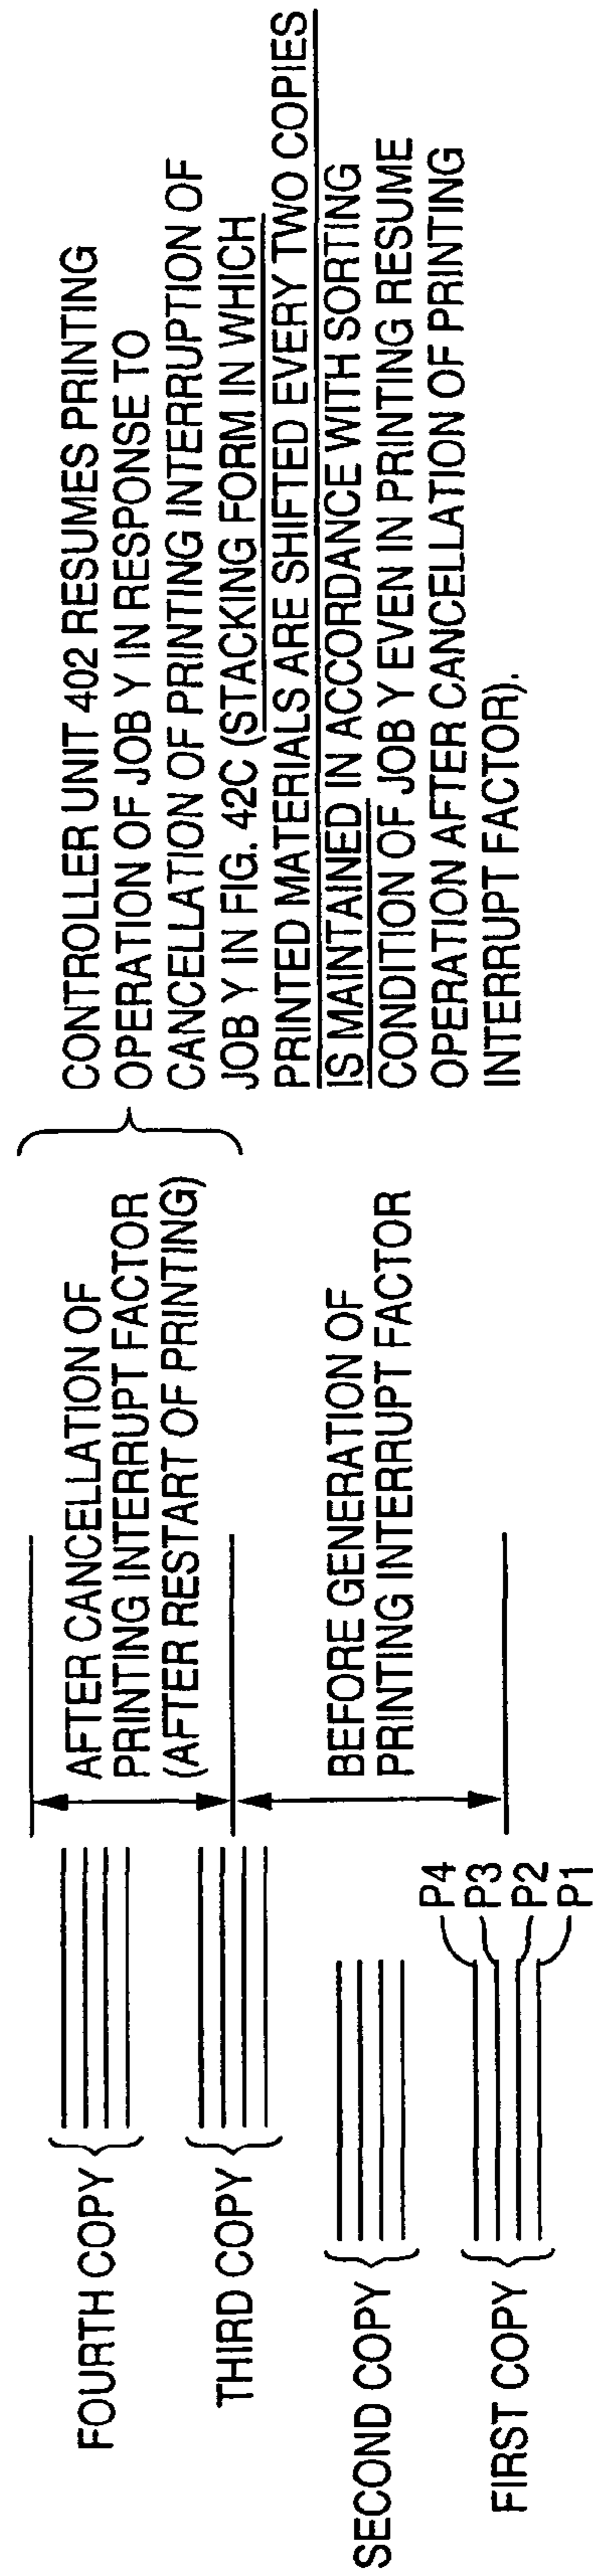 FOURTH COPY
THIRD COPY
SECOND COPY
FIRST COPY
P4
P3
P2
P1
AFTER CANCELLATION OF
PRINTING INTERRUPT FACTOR
(AFTER RESTART OF PRINTING)
BEFORE GENERATION OF
PRINTING INTERRUPT FACTOR
CONTROLLER UNIT 402 RESUMES PRINTING
OPERATION OF JOB Y IN RESPONSE TO
CANCELLATION OF PRINTING INTERRUPTION OF
JOB Y IN FIG. 42C (STACKING FORM IN WHICH
PRINTED MATERIALS ARE SHIFTED EVERY TWO COPIES
IS MAINTAINED IN ACCORDANCE WITH SORTING
CONDITION OF JOB Y EVEN IN PRINTING RESUME
OPERATION AFTER CANCELLATION OF PRINTING
INTERRUPT FACTOR).